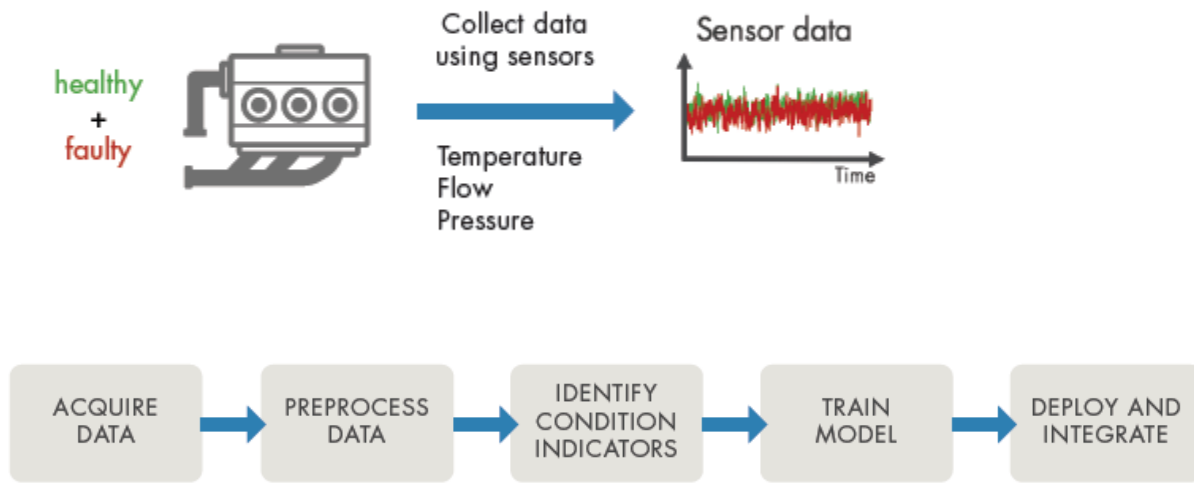 healthy
+
faulty
Collect data
using sensors
Temperature
Flow
Pressure
Sensor data
Time
ACQUIRE
DATA
PREPROCESS
DATA
IDENTIFY
CONDITION
INDICATORS
TRAIN
MODEL
DEPLOY AND
INTEGRATE